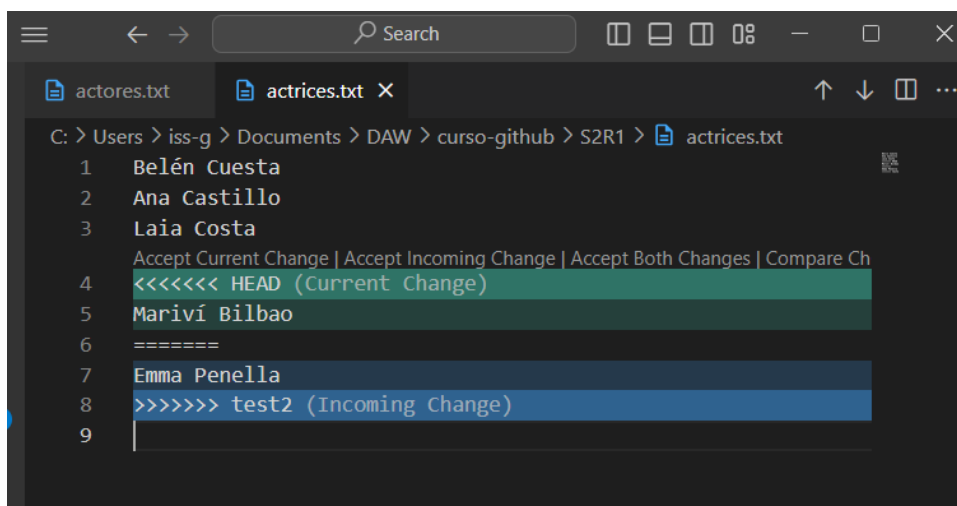 Search
actores.txt
actrices.txt
C: > Users > iss-g > Documents > DAW > curso-github > S2R1 > actrices.txt
1 Belén Cuesta
2 Ana Castillo
3 Laia Costa
Accept Current Change | Accept Incoming Change | Accept Both Changes | Compare Ch
4 <<<<<<< HEAD (Current Change)
5 Mariví Bilbao
6 =======
7 Emma Penella
8 >>>>>>> test2 (Incoming Change)
9